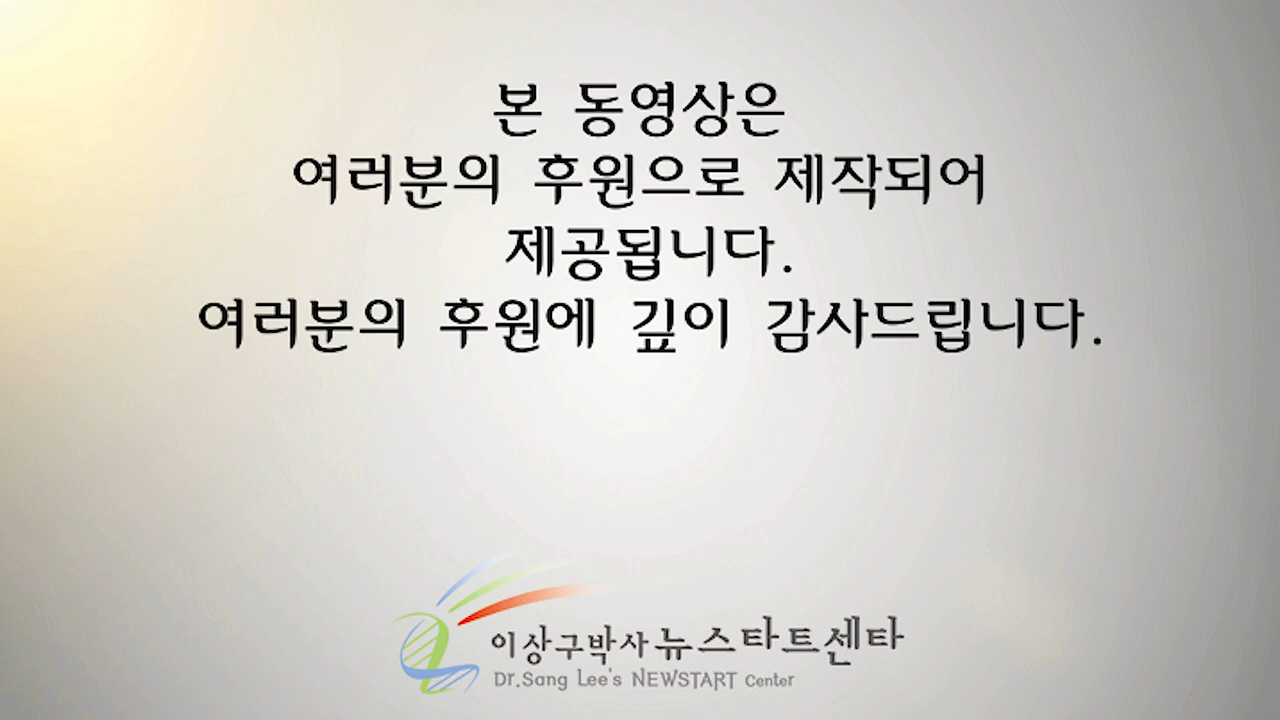 본 동영상은
여러분의 후원으로 제작되어
제공됩니다.
여러분의 후원에 깊이 감사드립니다.
이상구박사 뉴스타트센타
Dr.Sang Lee's NEWSTART Center